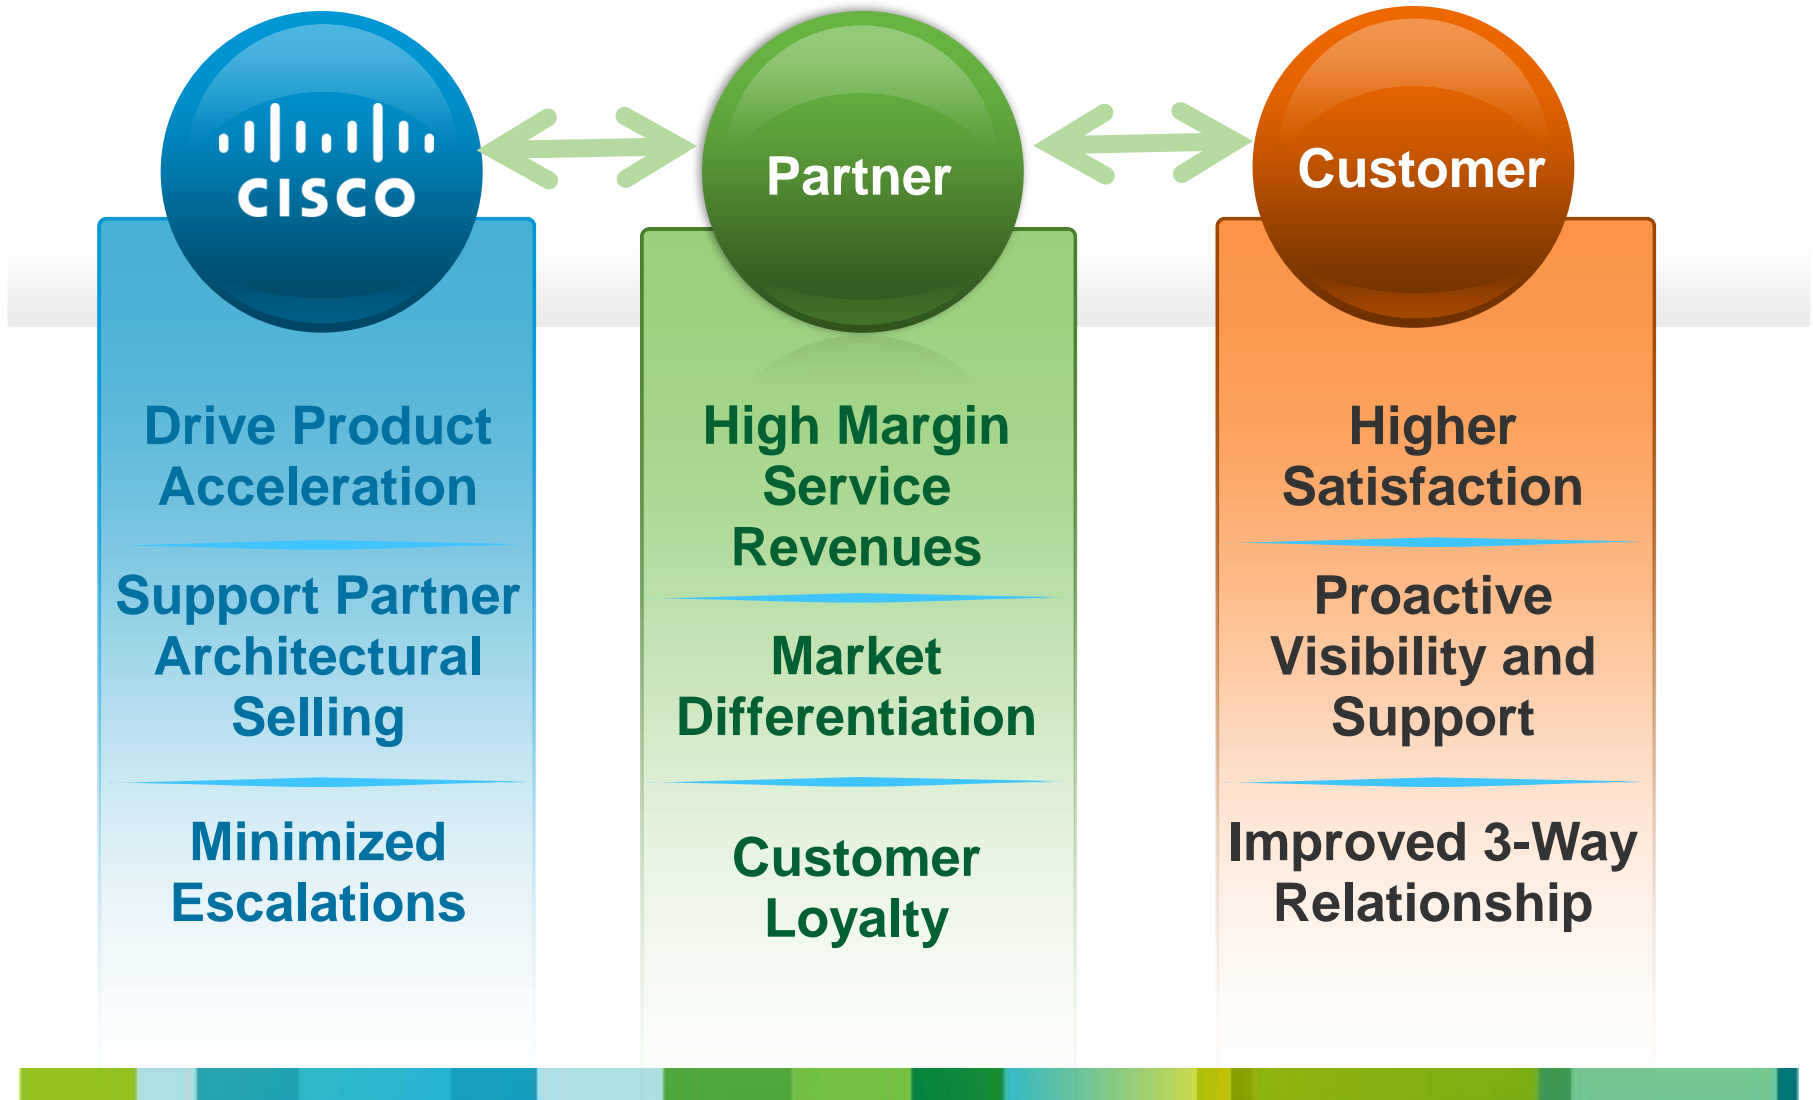 CISCO
Partner
Customer
Drive Product
Acceleration
Support Partner
Architectural
Selling
Minimized
Escalations
High Margin
Service
Revenues
Market
Differentiation
Customer
Loyalty
Higher
Satisfaction
Proactive
Visibility and
Support
Improved 3-Way
Relationship